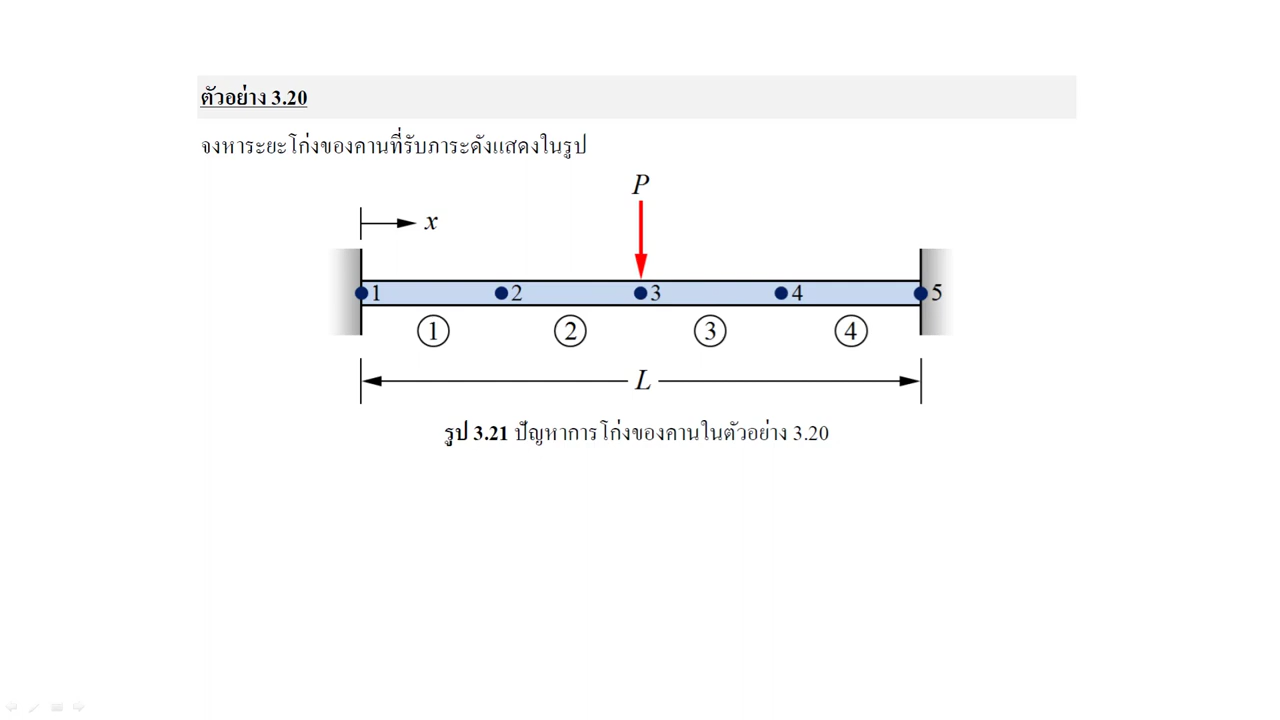 ตัวอย่าง 3.20
จงหาระยะโก่งของคานที่รับภาระดังแสดงในรูป
P
x
1 2 3 4 5
① ② ③ ④
L
รูป 3.21 ปัญหาการโก่งของคานในตัวอย่าง 3.20